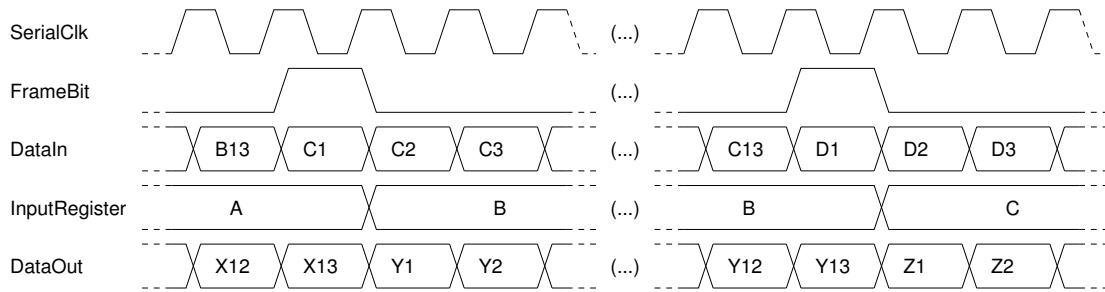 SerialClk (...)
FrameBit (...)
DataIn B13 C1 C2 C3 (...) C13 D1 D2 D3
InputRegister A B (...) B C
DataOut X12 X13 Y1 Y2 (...) Y12 Y13 Z1 Z2